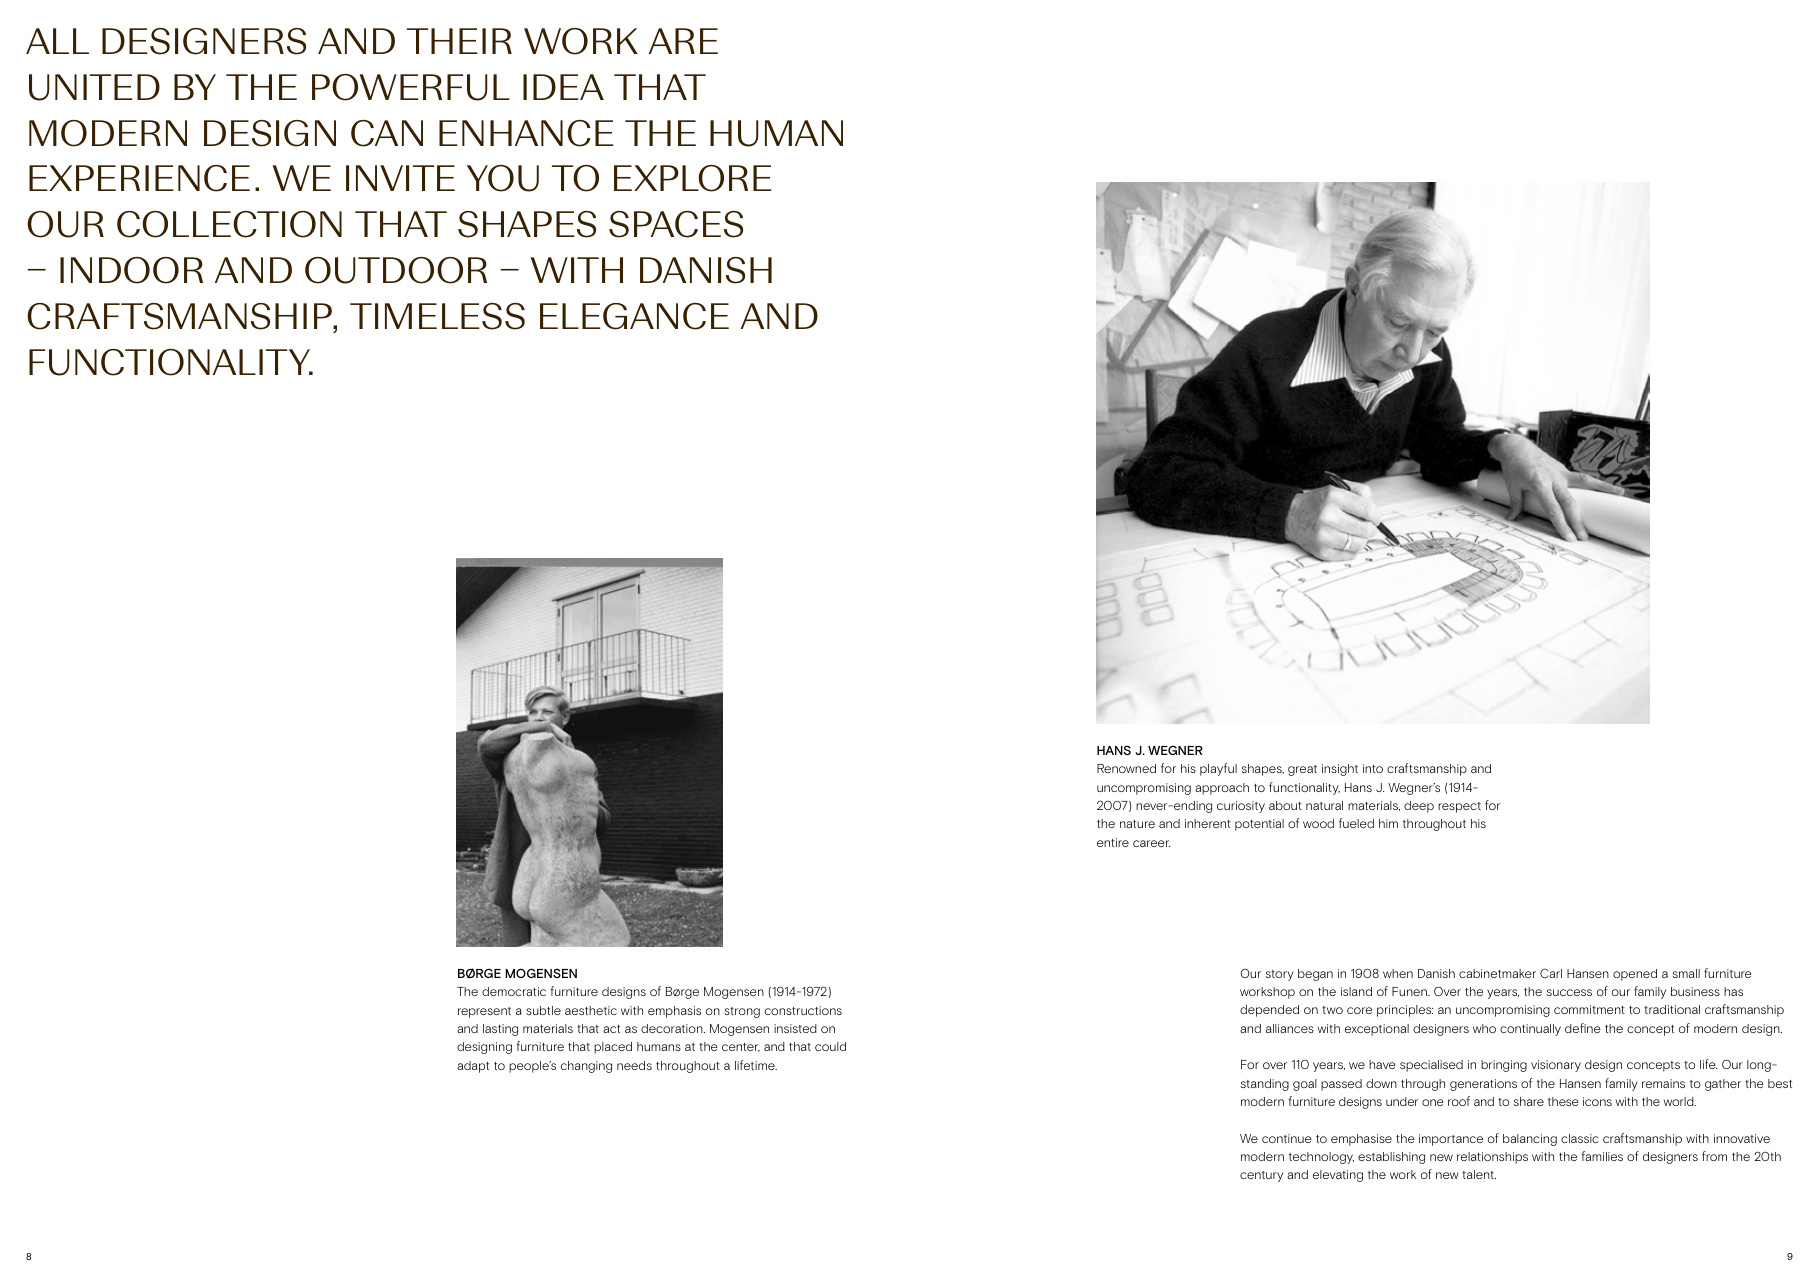 ALL DESIGNERS AND THEIR WORK ARE
UNITED BY THE POWERFUL IDEA THAT
MODERN DESIGN CAN ENHANCE THE HUMAN
EXPERIENCE. WE INVITE YOU TO EXPLORE
OUR COLLECTION THAT SHAPES SPACES
– INDOOR AND OUTDOOR – WITH DANISH
CRAFTSMANSHIP, TIMELESS ELEGANCE AND
FUNCTIONALITY.
BØRGE MOGENSEN
The democratic furniture designs of Børge Mogensen (1914-1972)
represent a subtle aesthetic with emphasis on strong constructions
and lasting materials that act as decoration. Mogensen insisted on
designing furniture that placed humans at the center, and that could
adapt to people's changing needs throughout a lifetime.
8
HANS J. WEGNER
Renowned for his playful shapes, great insight into craftsmanship and
uncompromising approach to functionality, Hans J. Wegner's (1914-
2007) never-ending curiosity about natural materials, deep respect for
the nature and inherent potential of wood fueled him throughout his
entire career.
Our story began in 1908 when Danish cabinetmaker Carl Hansen opened a small furniture
workshop on the island of Funen. Over the years, the success of our family business has
depended on two core principles: an uncompromising commitment to traditional craftsmanship
and alliances with exceptional designers who continually define the concept of modern design.
For over 110 years, we have specialised in bringing visionary design concepts to life. Our long-
standing goal passed down through generations of the Hansen family remains to gather the best
modern furniture designs under one roof and to share these icons with the world.
We continue to emphasise the importance of balancing classic craftsmanship with innovative
modern technology, establishing new relationships with the families of designers from the 20th
century and elevating the work of new talent.
9